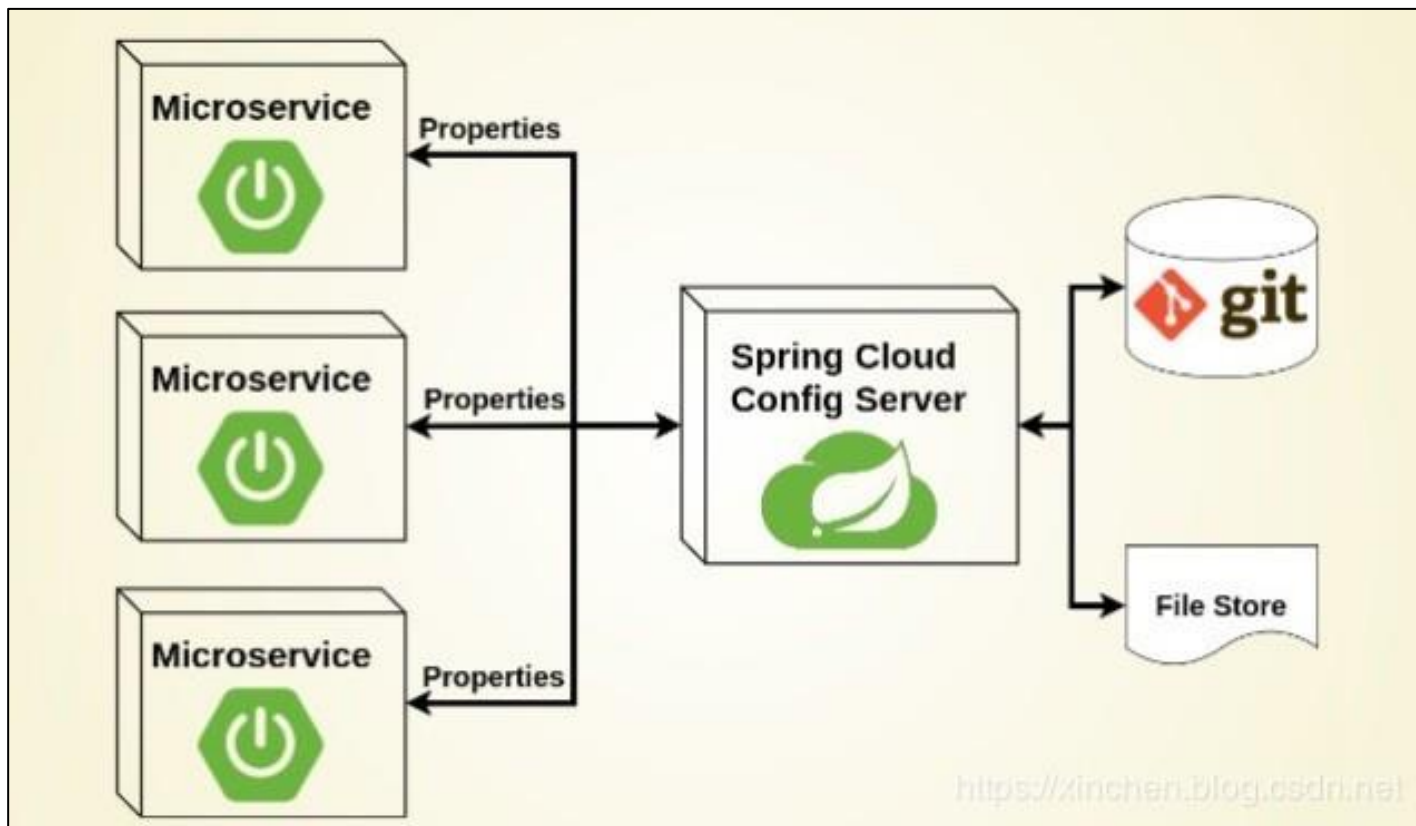 Microservice
Properties
Microservice
Properties
Microservice
Properties
Spring Cloud
Config Server
git
File Store
https://xinchen.blog.csdn.net